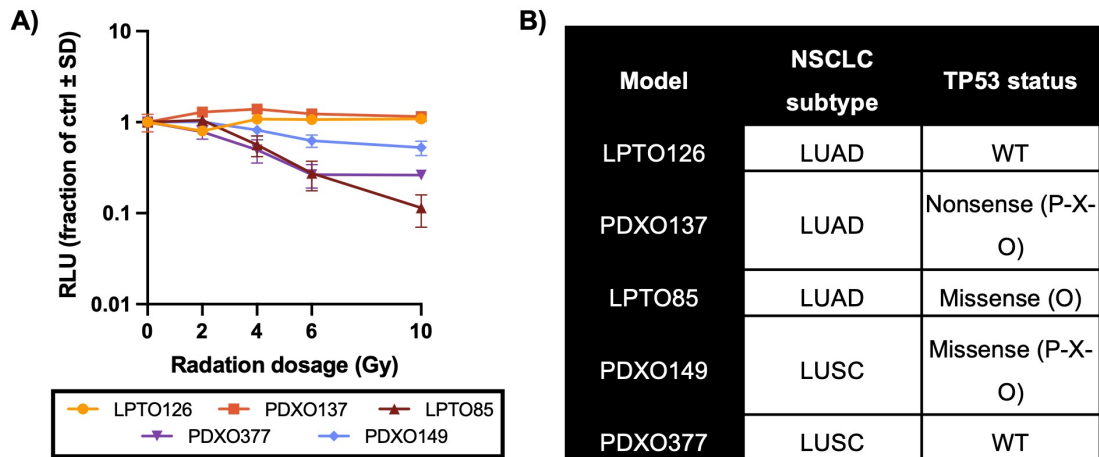 A)
RLU (fraction of ctrl ± SD)
10
1
0.1
0.01
0 2 4 6 10
Radation dosage (Gy)
LPTO126 PDXO137 LPTO85
PDXO377 PDXO149
B)
Model
NSCLC
subtype
TP53 status
LPTO126 LUAD WT
PDXO137 LUAD Nonsense (P-X-
O)
LPTO85 LUAD Missense (O)
PDXO149 LUSC Missense (P-X-
O)
PDXO377 LUSC WT